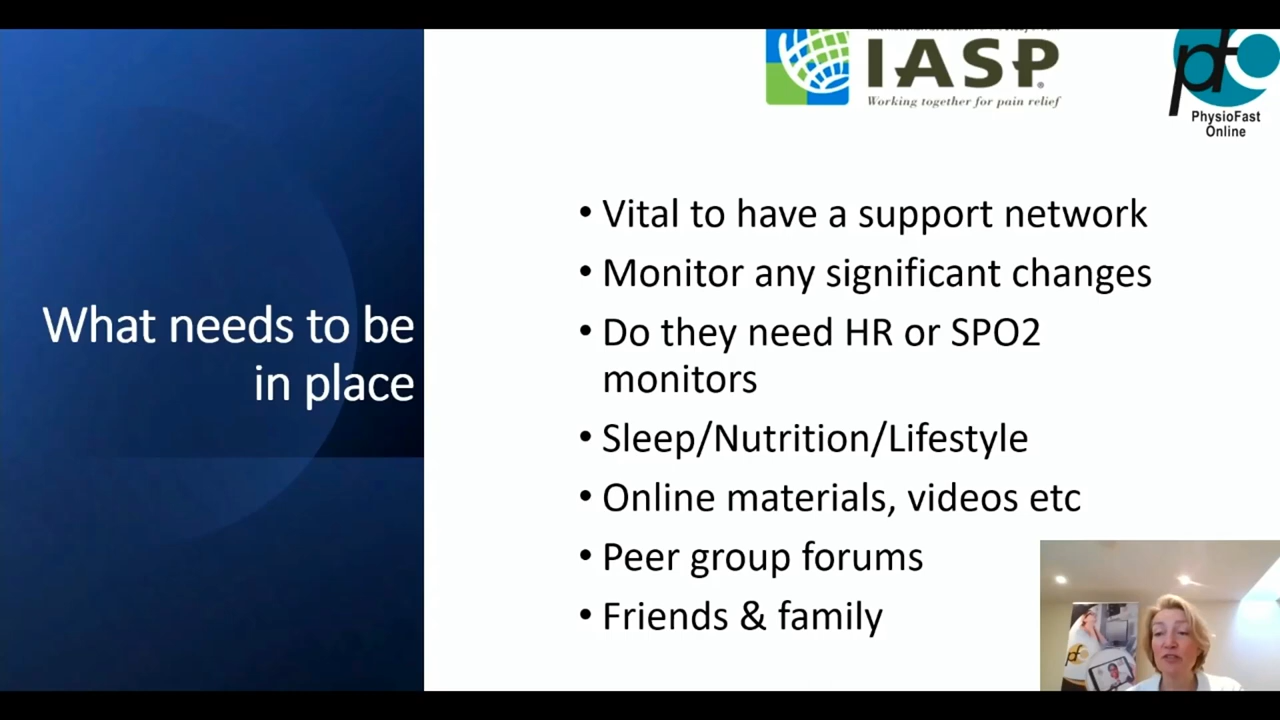 IASP
Working together for pain relief
PhysioFast
Online
What needs to be
in place
• Vital to have a support network
• Monitor any significant changes
• Do they need HR or SPO2
monitors
• Sleep/Nutrition/Lifestyle
• Online materials, videos etc
• Peer group forums
• Friends & family